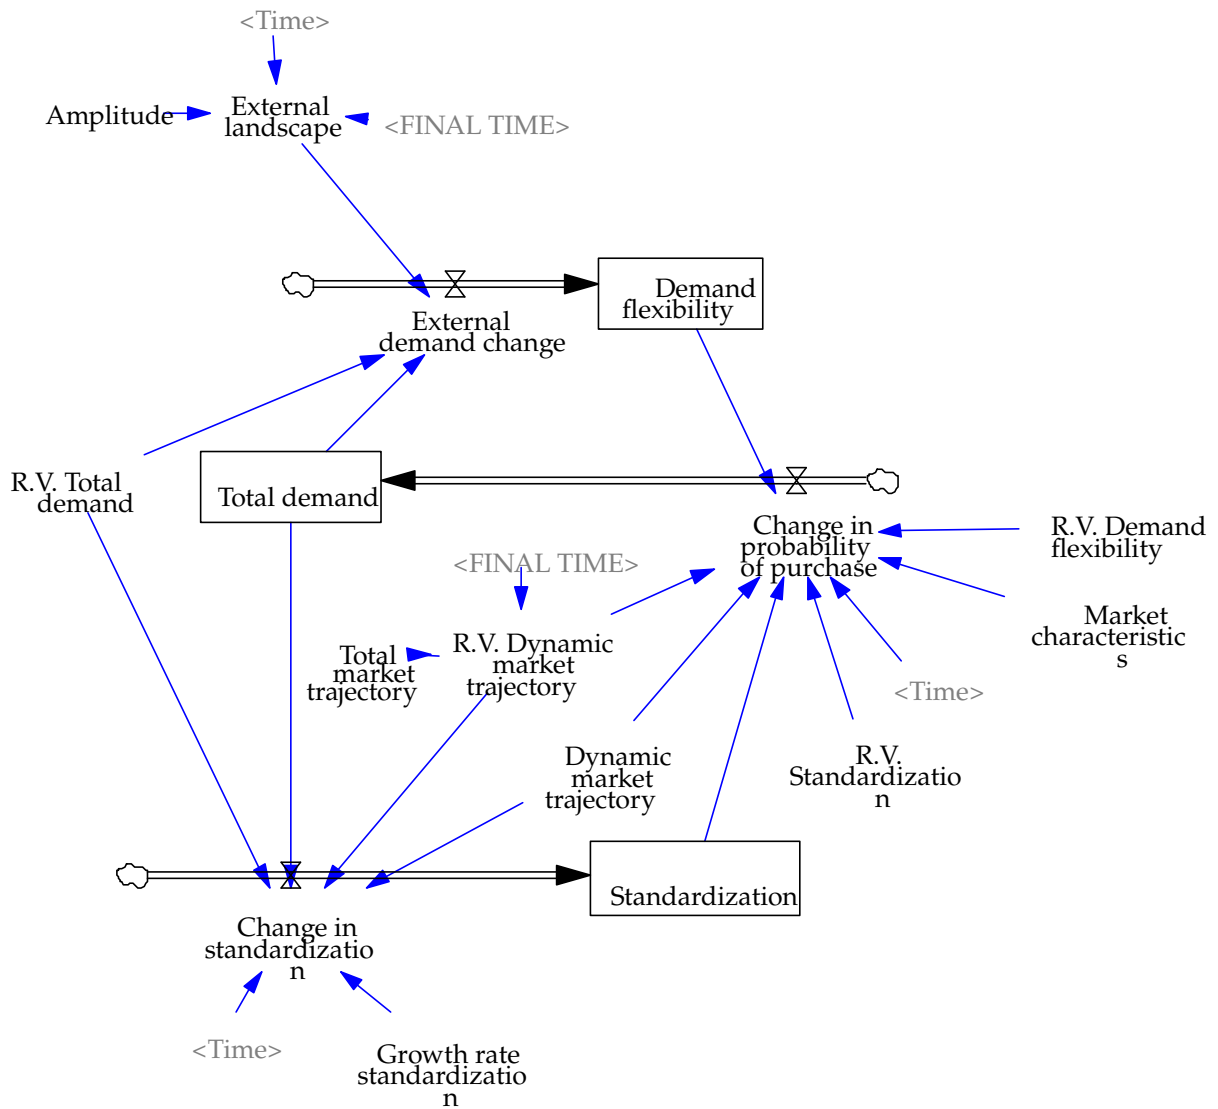 <Time>
Amplitude
External
landscape
<FINAL TIME>
Demand
flexibility
External
demand change
R.V. Total
demand
Total demand
Change in
probability
of purchase
R.V. Demand
flexibility
<FINAL TIME>
Market
characteristic
s
R.V. Dynamic
market
trajectory
Total
market
trajectory
<Time>
Dynamic
market
trajectory
R.V.
Standardizatio
n
Standardization
Change in
standardizatio
n
<Time>
Growth rate
standardizatio
n